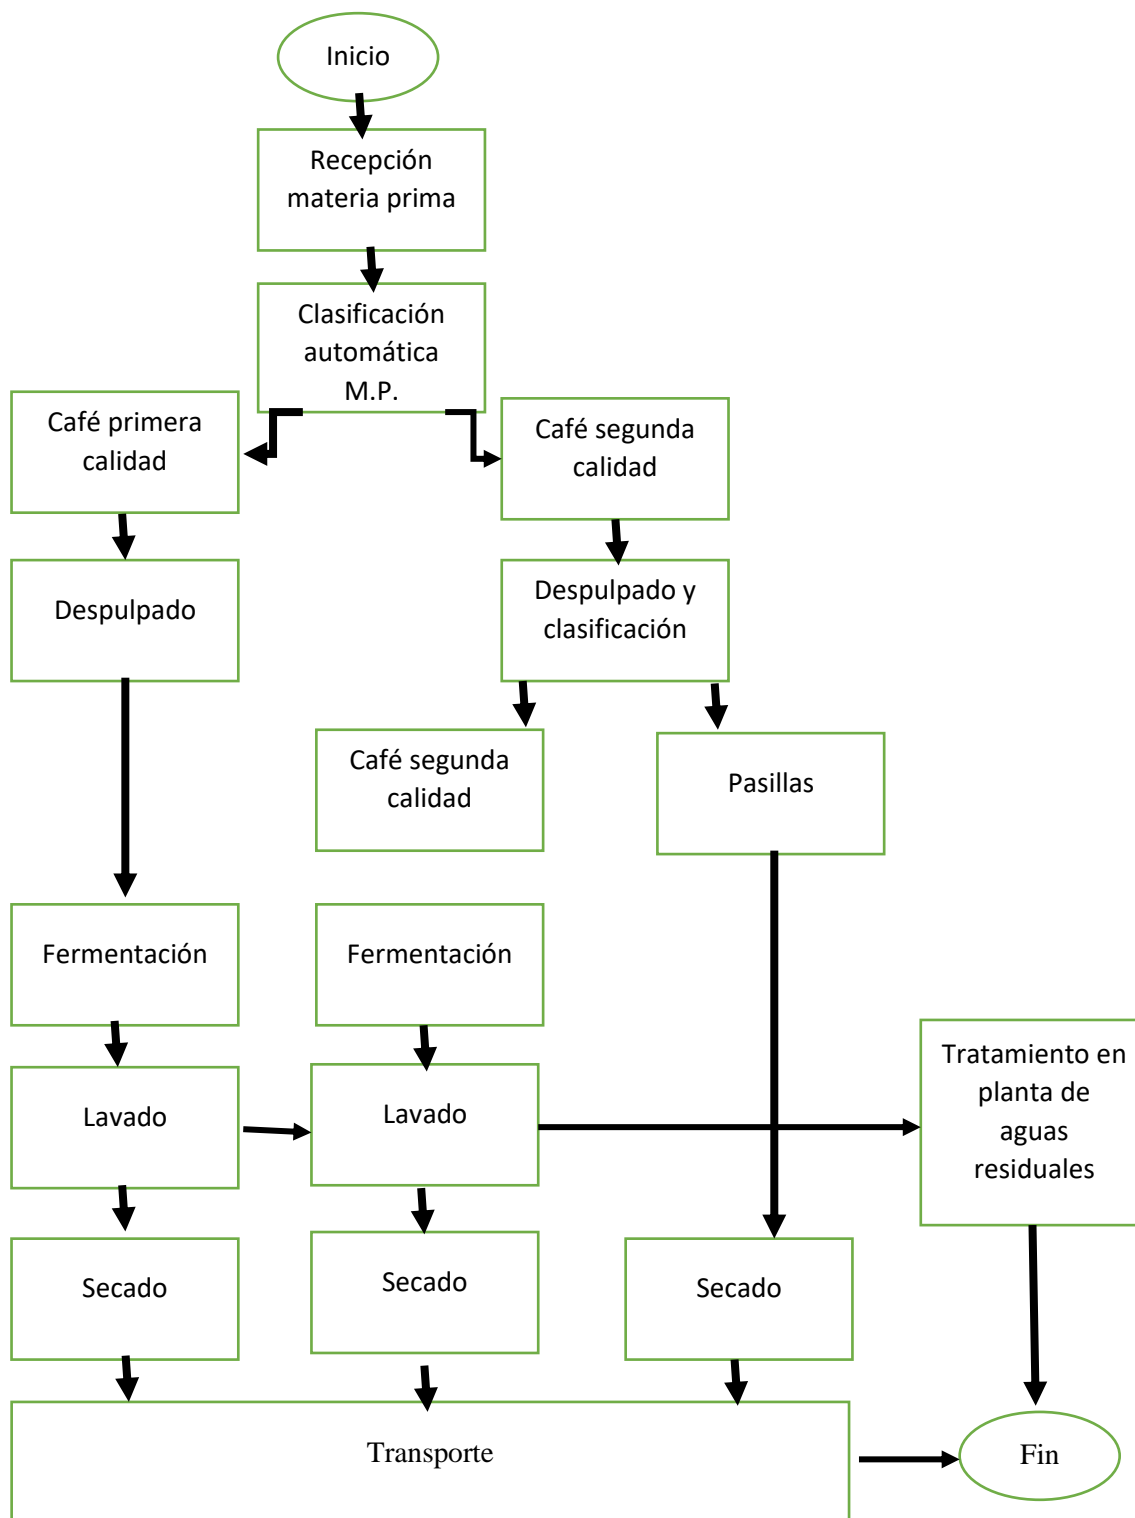 Inicio
Recepción
materia prima
Clasificación
automática
M.P.
Café primera
calidad
Café segunda
calidad
Despulpado
Despulpado y
clasificación
Café segunda
calidad
Pasillas
Fermentación
Fermentación
Lavado
Lavado
Tratamiento en
planta de
aguas
residuales
Secado
Secado
Secado
Transporte
Fin